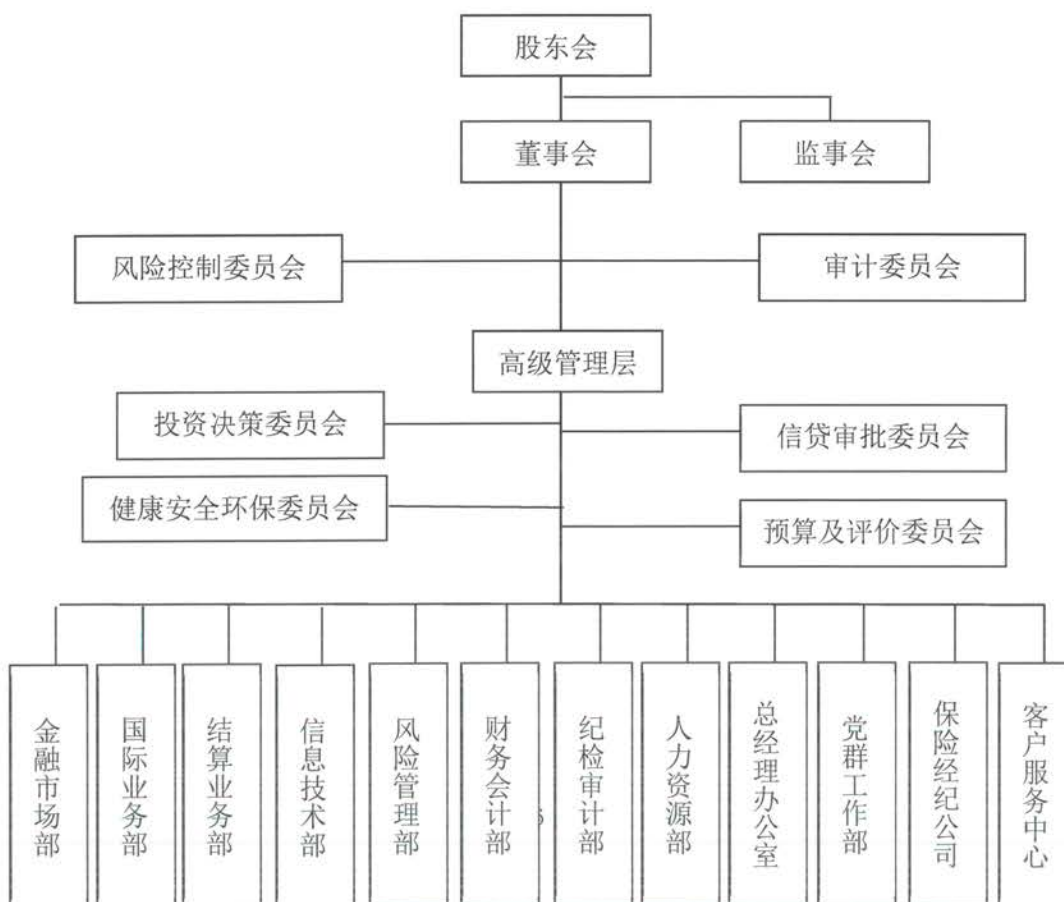 股东会
董事会
监事会
风险控制委员会
审计委员会
高级管理层
投资决策委员会
信贷审批委员会
健康安全环保委员会
预算及评价委员会
金融市场部
国际业务部
结算业务部
信息技术部
风险管理部
财务会计部
纪检审计部
人力资源部
总经理办公室
党群工作部
保险经纪公司
客户服务中心